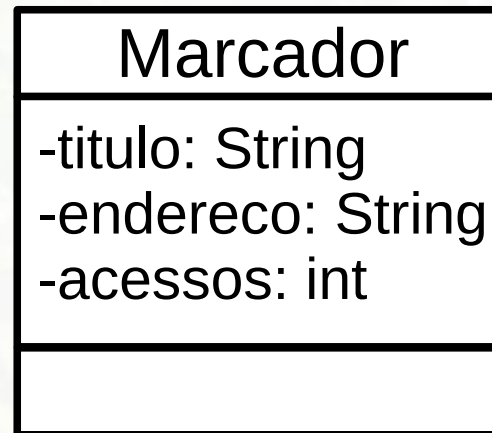 Marcador
-titulo: String
-endereco: String
-acessos: int